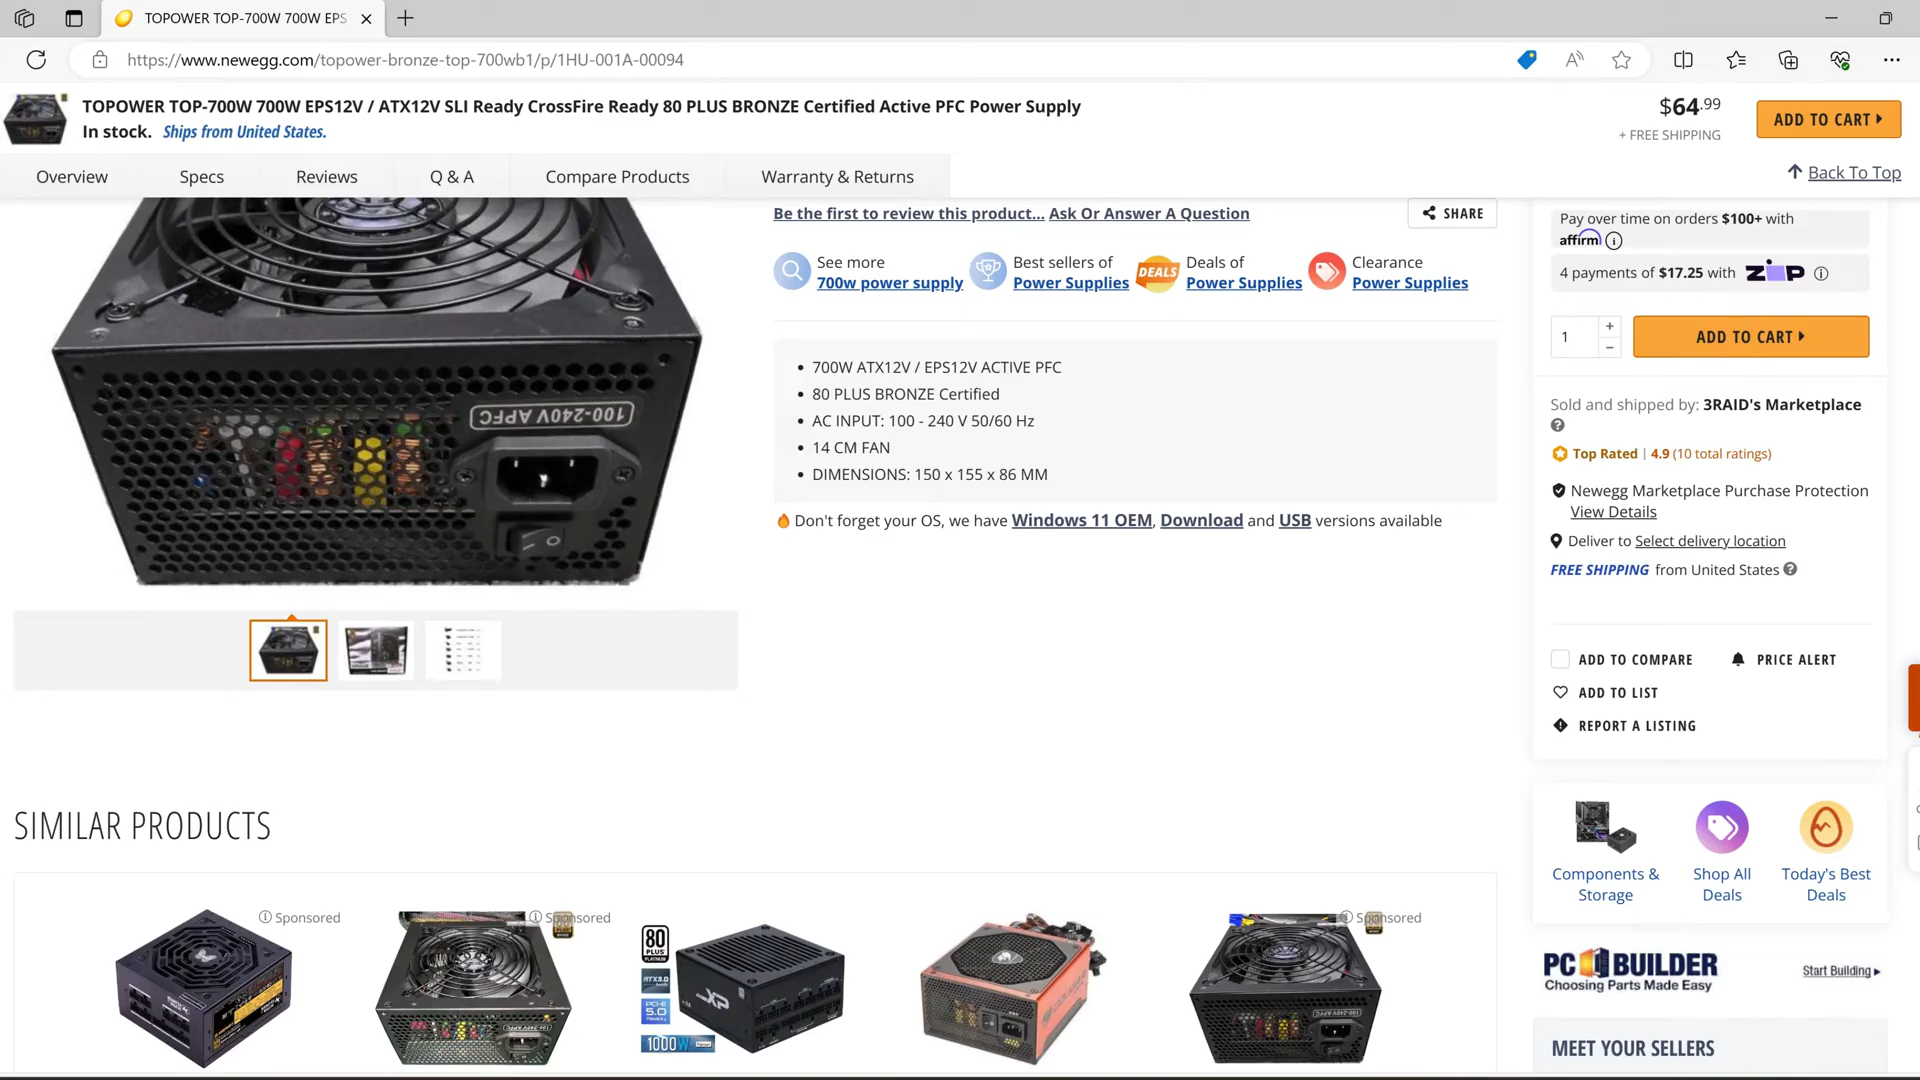 TOPOWER TOP-700W 700W EPS
https://www.newegg.com/topower-bronze-top-700wb1/p/1HU-001A-00094
TOPOWER TOP-700W 700W EPS12V / ATX12V SLI Ready CrossFire Ready 80 PLUS BRONZE Certified Active PFC Power Supply
In stock. Ships from United States.
$64.99
+ FREE SHIPPING
ADD TO CART
Overview
Specs
Reviews
Q & A
Compare Products
Warranty & Returns
Back To Top
Be the first to review this product... Ask Or Answer A Question
SHARE
See more
700w power supply
Best sellers of
Power Supplies
DEALS
Deals of
Power Supplies
Clearance
Power Supplies
100-240V APFC
• 700W ATX12V / EPS12V ACTIVE PFC
• 80 PLUS BRONZE Certified
• AC INPUT: 100 - 240 V 50/60 Hz
• 14 CM FAN
• DIMENSIONS: 150 x 155 x 86 MM
Don't forget your OS, we have Windows 11 OEM, Download and USB versions available
Pay over time on orders $100+ with
affirm
4 payments of $17.25 with zip
1
ADD TO CART
Sold and shipped by: 3RAID's Marketplace
Top Rated | 4.9 (10 total ratings)
Newegg Marketplace Purchase Protection
View Details
Deliver to Select delivery location
FREE SHIPPING from United States
ADD TO COMPARE
PRICE ALERT
ADD TO LIST
REPORT A LISTING
SIMILAR PRODUCTS
Sponsored
Sponsored
80
PLUS
PLATINUM
ATX3.0
PCI-E
5.0
1000W
XP
Sponsored
100-240V APFC
Components &
Storage
Shop All
Deals
Today's Best
Deals
PC BUILDER
Choosing Parts Made Easy
Start Building
MEET YOUR SELLERS